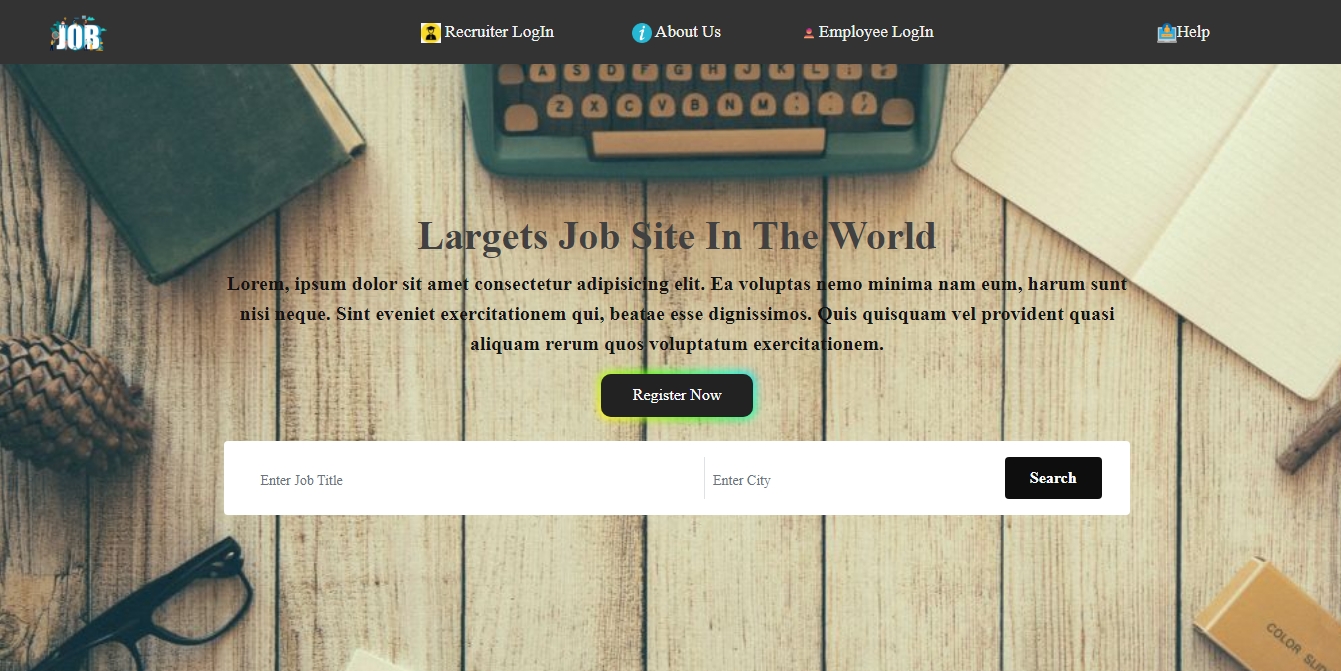 JOB
Recruiter LogIn
About Us
Employee LogIn
Help
A S D F G H J K L
Z X C V B N M
Largets Job Site In The World
Lorem, ipsum dolor sit amet consectetur adipisicing elit. Ea voluptas nemo minima nam eum, harum sunt
nisi neque. Sint eveniet exercitationem qui, beatae esse dignissimos. Quis quisquam vel provident quasi
aliquam rerum quos voluptatum exercitationem.
Register Now
Enter Job Title
Enter City
Search
COLOR